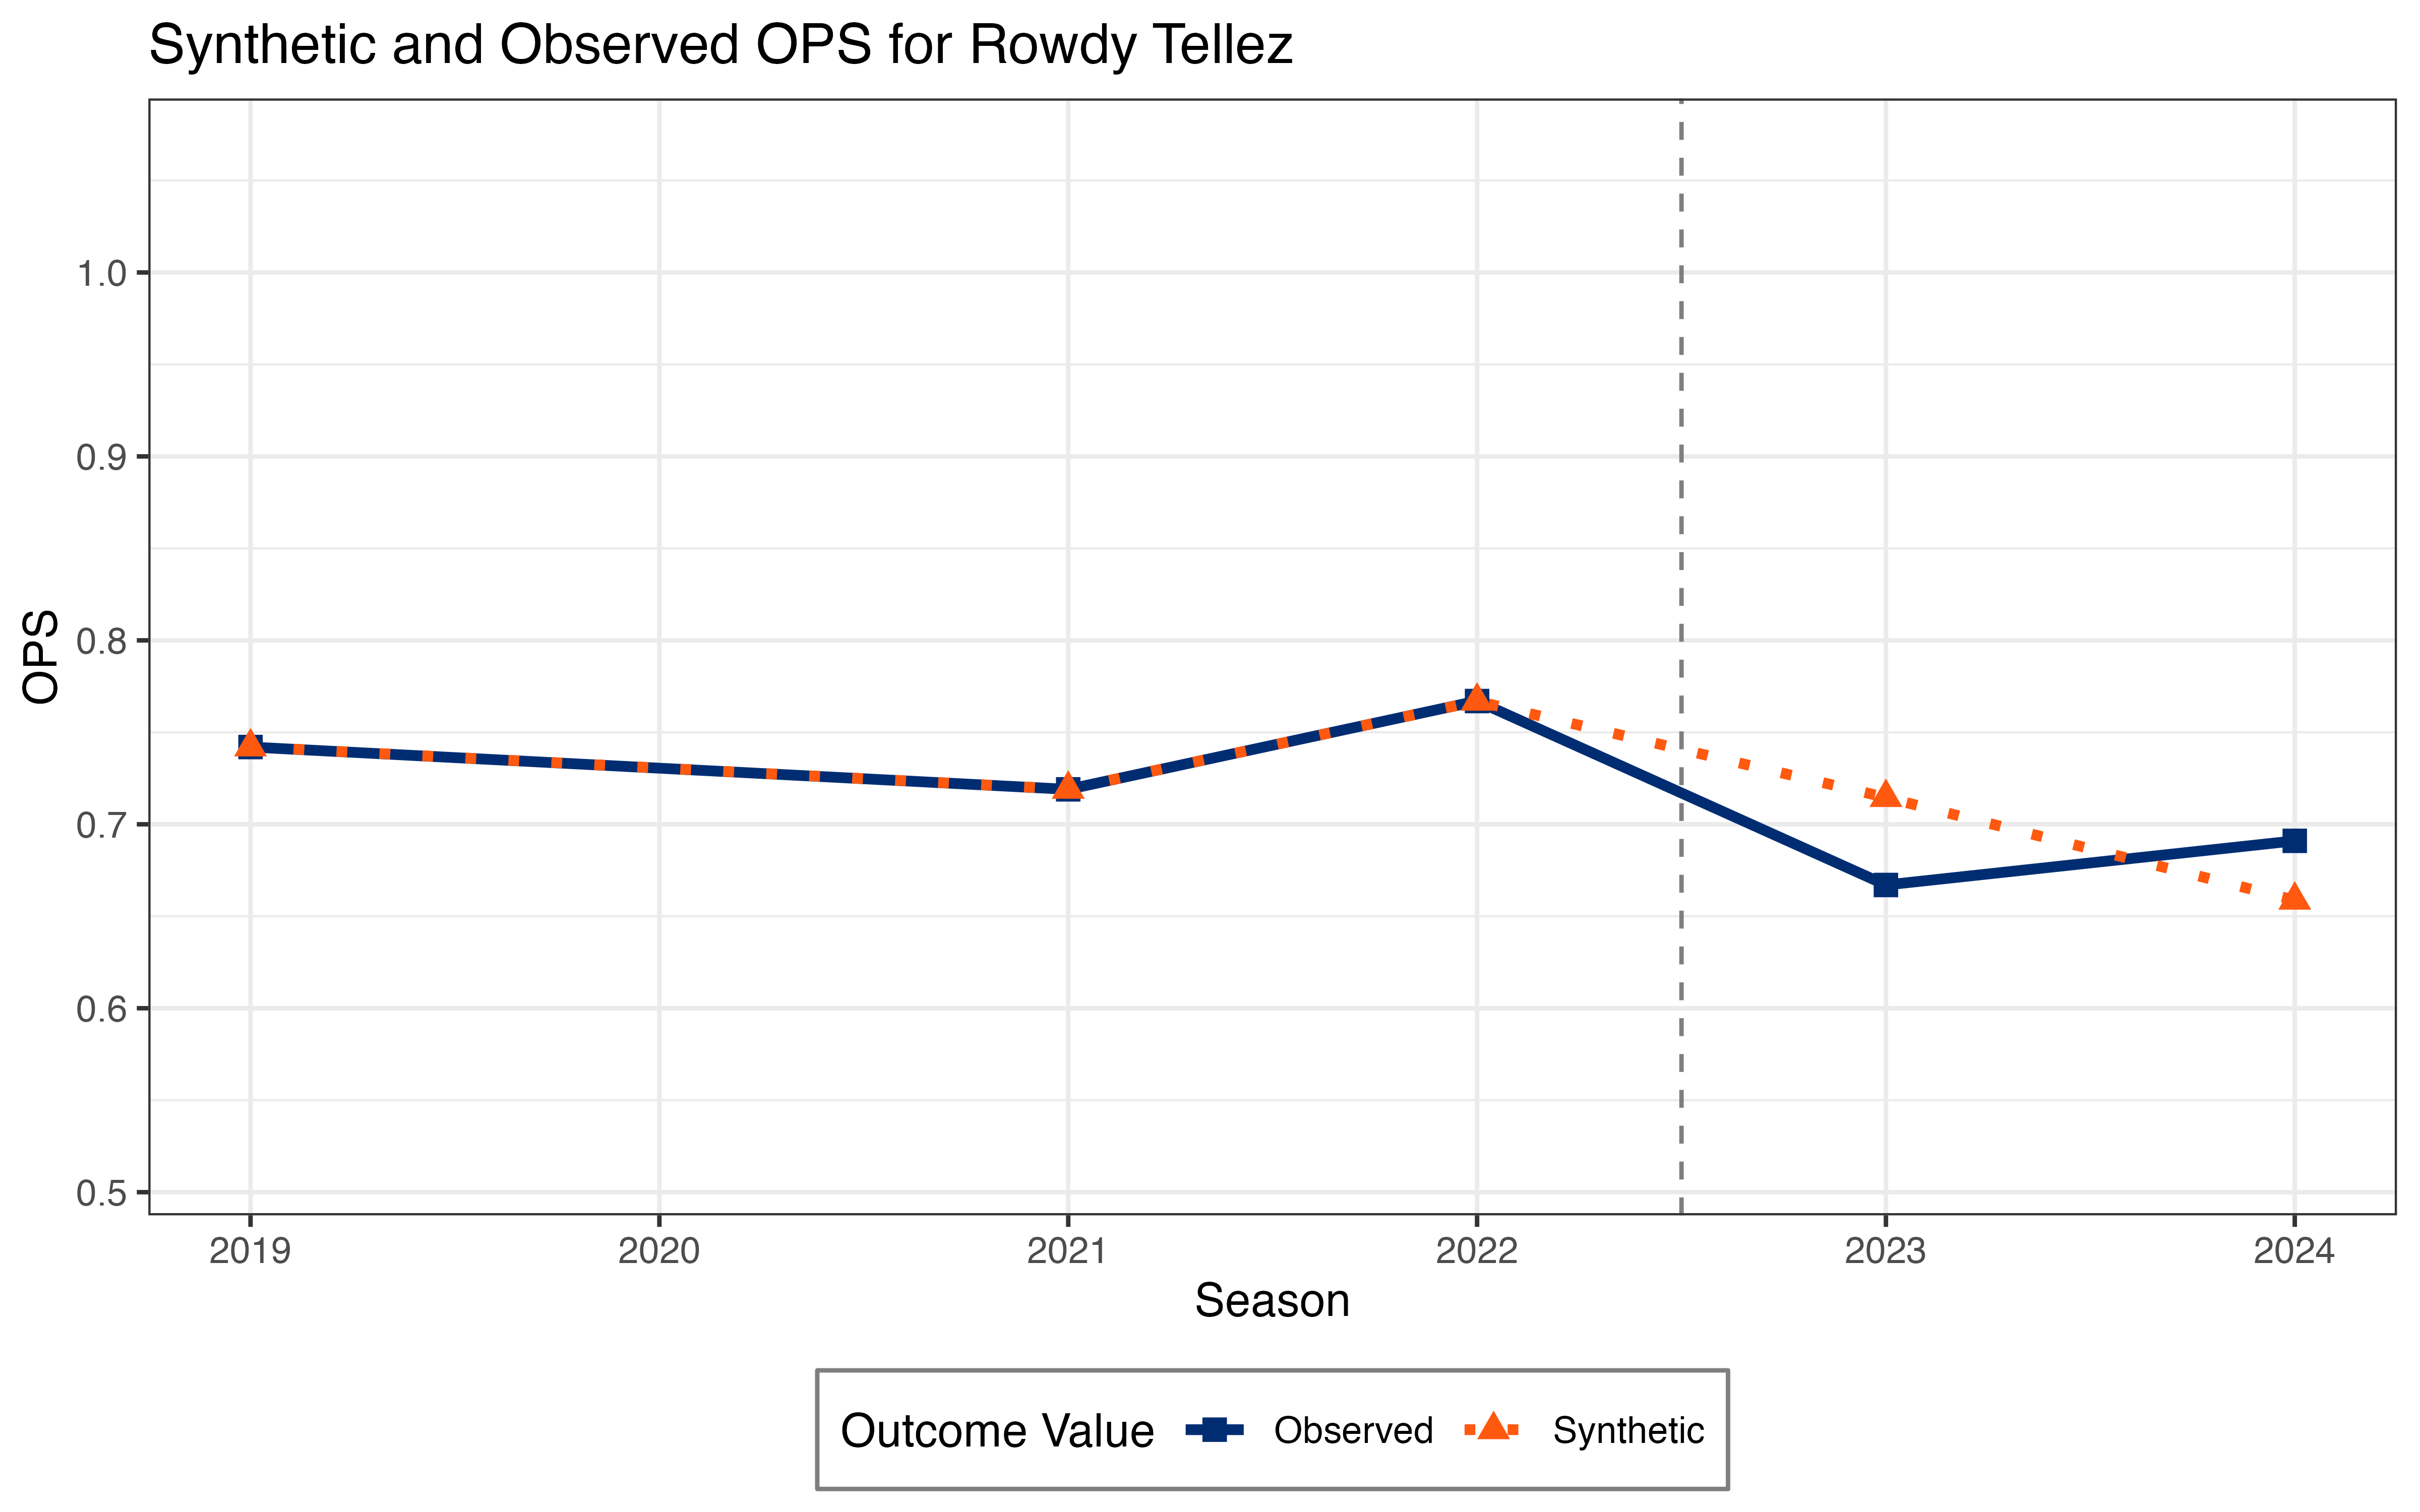 Synthetic and Observed OPS for Rowdy Tellez
OPS
1.0
0.9
0.8
0.7
0.6
0.5
2019 2020 2021 2022 2023 2024
Season
Outcome Value Observed Synthetic